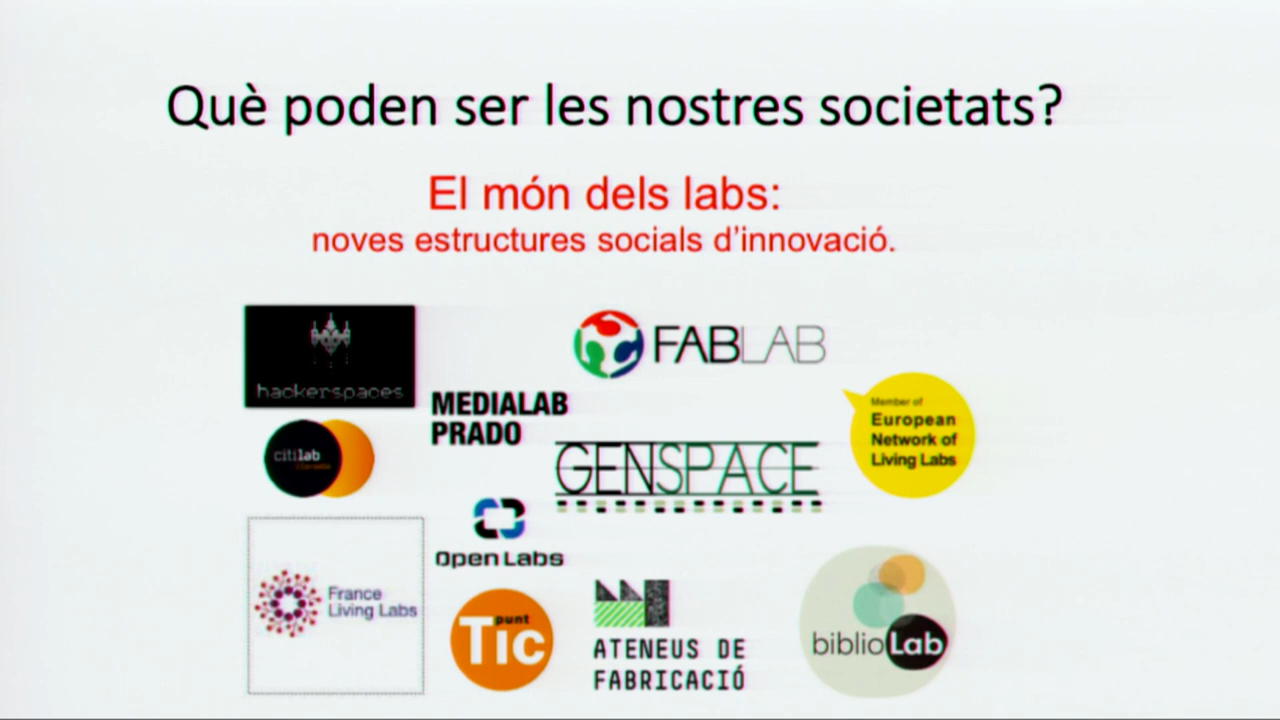 Què poden ser les nostres societats?
El món dels labs:
noves estructures socials d’innovació.
hackerspaces
FABLAB
MEDIALAB
PRADO
Member of
European
Network of
Living Labs
citilab
GENSPACE
Open Labs
France
Living Labs
punt
Tic
ATENEUS DE
FABRICACIÓ
biblioLab